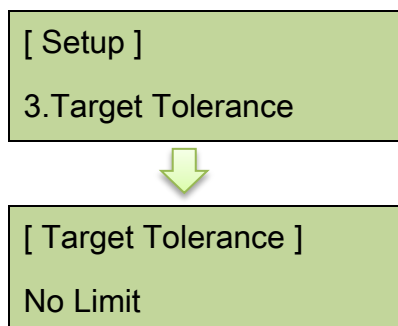 [ Setup ]
3.Target Tolerance
[ Target Tolerance ]
No Limit